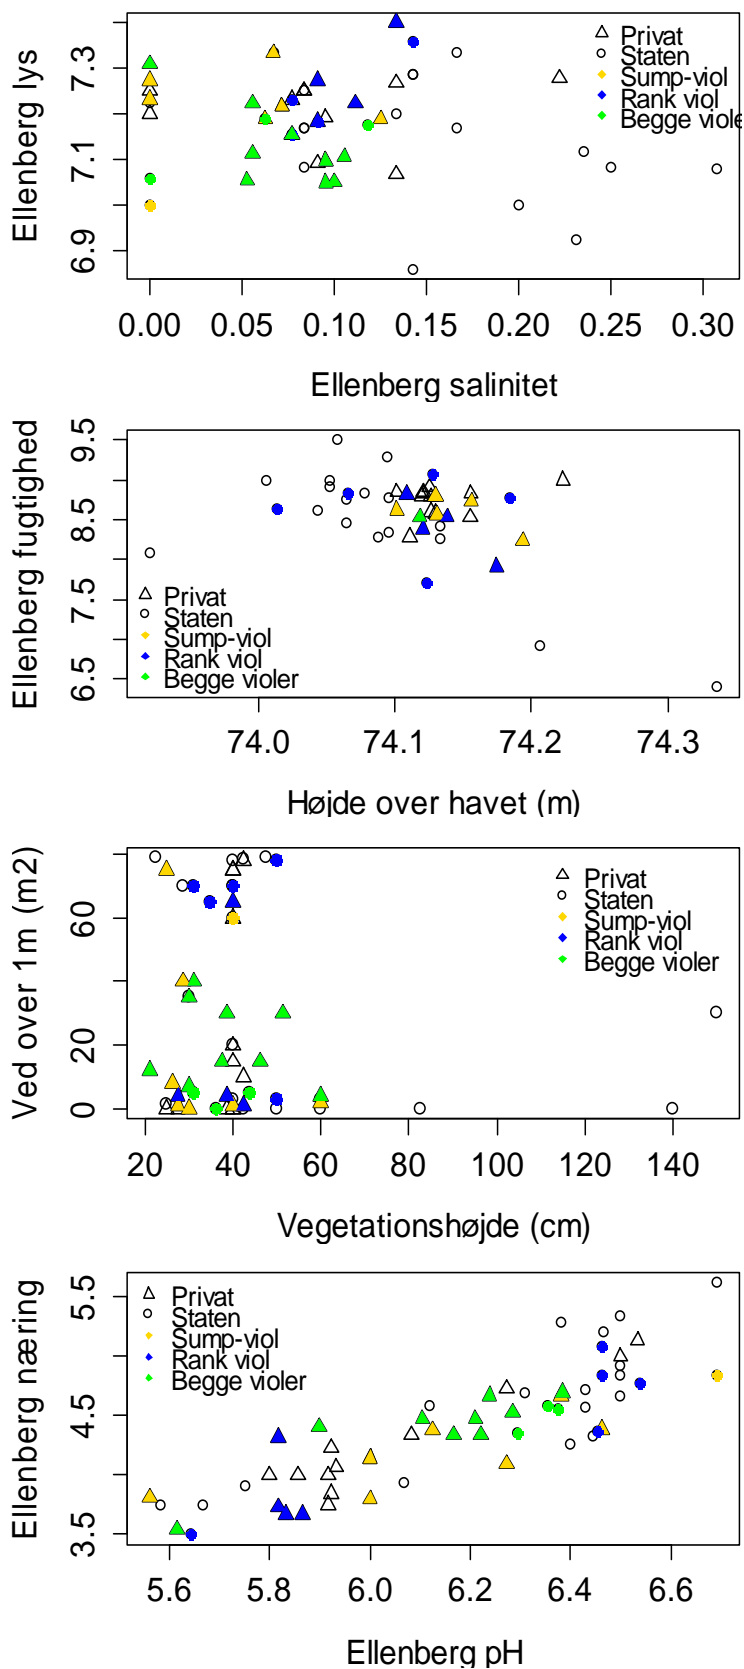 Ellenberg lys
7.3
7.1
6.9
Privat
Staten
Sump-viol
Rank viol
Begge violer
0.00 0.05 0.10 0.15 0.20 0.25 0.30
Ellenberg salinitet
Ellenberg fugtighed
9.5
8.5
7.5
6.5
Privat
Staten
Sump-viol
Rank viol
Begge violer
74.0 74.1 74.2 74.3
Højde over havet (m)
Ved over 1m (m2)
60
20
0
Privat
Staten
Sump-viol
Rank viol
Begge violer
20 40 60 80 100 120 140
Vegetationshøjde (cm)
Ellenberg næring
5.5
4.5
3.5
Privat
Staten
Sump-viol
Rank viol
Begge violer
5.6 5.8 6.0 6.2 6.4 6.6
Ellenberg pH